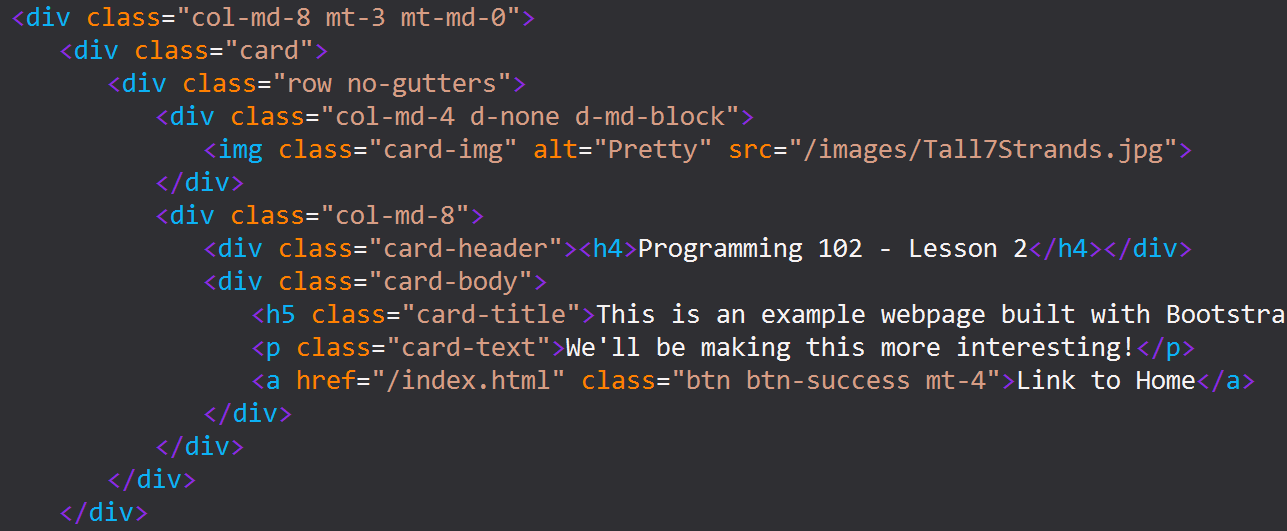 <div class="col-md-8 mt-3 mt-md-0">
<div class="card">
<div class="row no-gutters">
<div class="col-md-4 d-none d-md-block">
<img class="card-img" alt="Pretty" src="/images/Tall7Strands.jpg">
</div>
<div class="col-md-8">
<div class="card-header"><h4>Programming 102 - Lesson 2</h4></div>
<div class="card-body">
<h5 class="card-title">This is an example webpage built with Bootstra
<p class="card-text">We'll be making this more interesting!</p>
<a href="/index.html" class="btn btn-success mt-4">Link to Home</a>
</div>
</div>
</div>
</div>